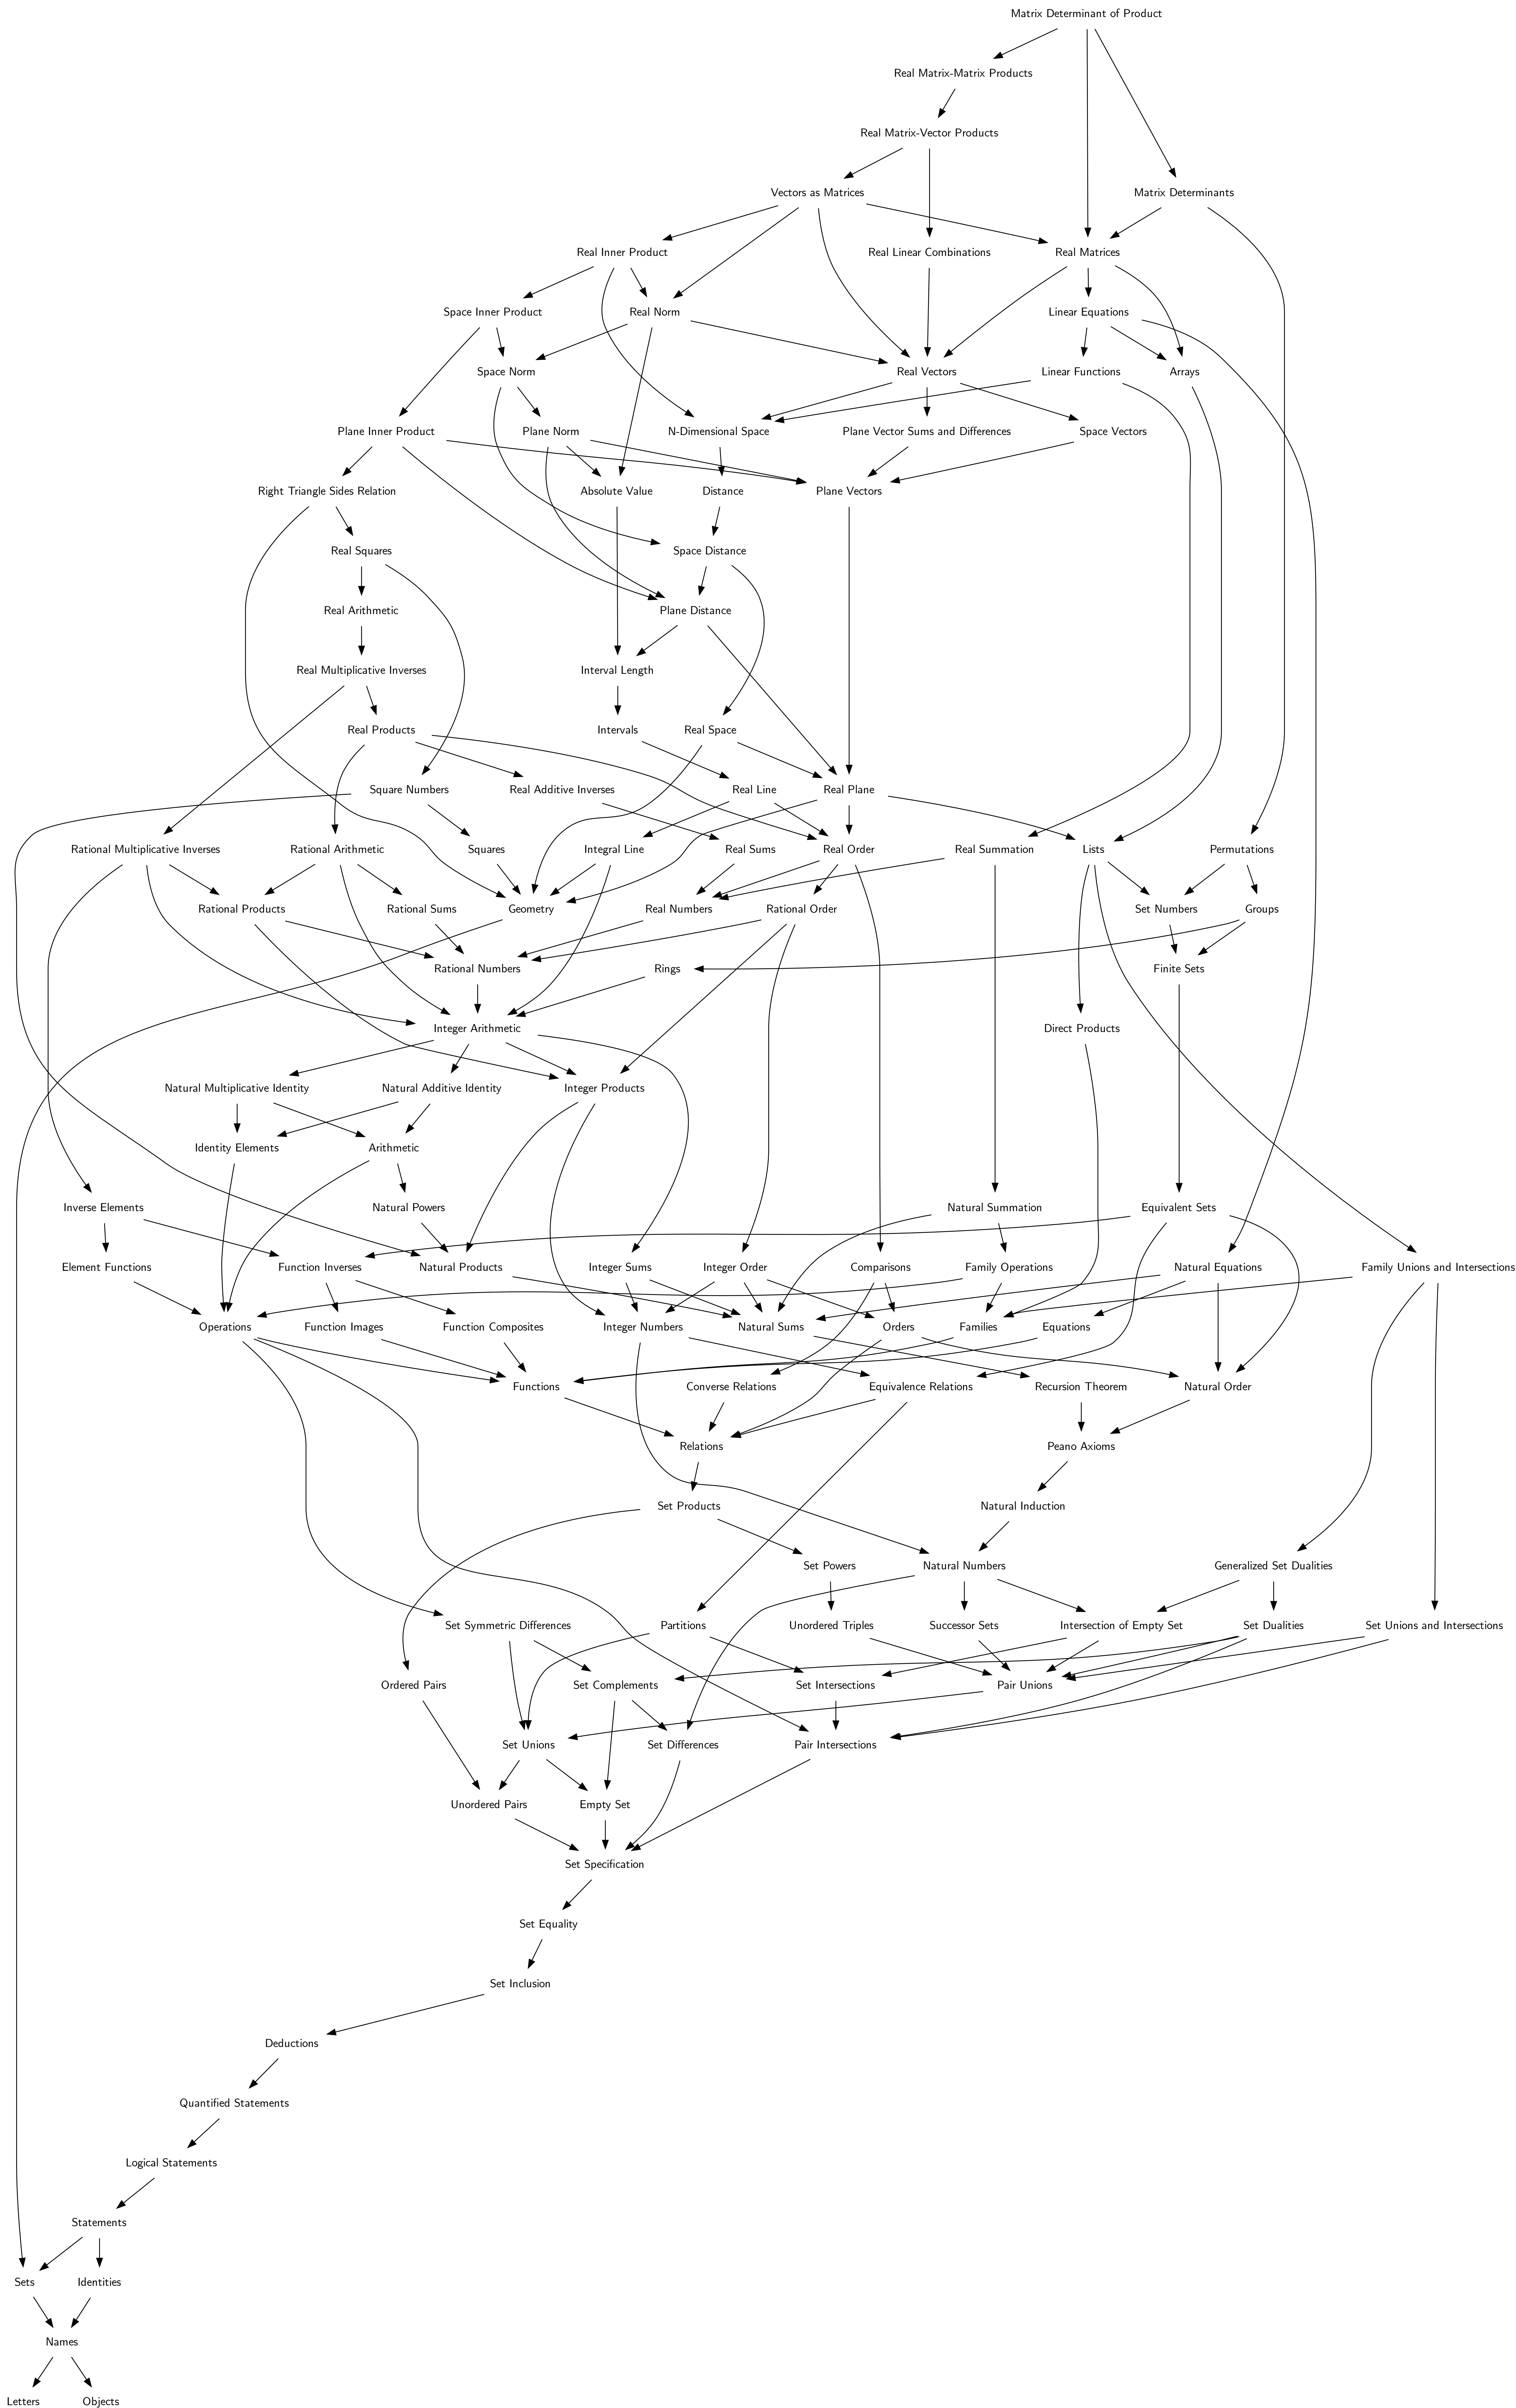 Matrix Determinant of Product
Real Matrix-Matrix Products
Real Matrix-Vector Products
Vectors as Matrices
Matrix Determinants
Real Inner Product
Real Linear Combinations
Real Matrices
Space Inner Product
Real Norm
Linear Equations
Space Norm
Real Vectors
Linear Functions
Arrays
Plane Inner Product
Plane Norm
N-Dimensional Space
Plane Vector Sums and Differences
Space Vectors
Right Triangle Sides Relation
Absolute Value
Distance
Plane Vectors
Real Squares
Space Distance
Real Arithmetic
Plane Distance
Real Multiplicative Inverses
Interval Length
Real Products
Intervals
Real Space
Square Numbers
Real Additive Inverses
Real Line
Real Plane
Rational Multiplicative Inverses
Rational Arithmetic
Squares
Integral Line
Real Sums
Real Order
Real Summation
Lists
Permutations
Rational Products
Rational Sums
Geometry
Real Numbers
Rational Order
Set Numbers
Groups
Rational Numbers
Rings
Finite Sets
Integer Arithmetic
Direct Products
Natural Multiplicative Identity
Natural Additive Identity
Integer Products
Identity Elements
Arithmetic
Inverse Elements
Natural Powers
Natural Summation
Equivalent Sets
Element Functions
Function Inverses
Natural Products
Integer Sums
Integer Order
Comparisons
Family Operations
Natural Equations
Family Unions and Intersections
Operations
Function Images
Function Composites
Integer Numbers
Natural Sums
Orders
Families
Equations
Functions
Converse Relations
Equivalence Relations
Recursion Theorem
Natural Order
Relations
Peano Axioms
Set Products
Natural Induction
Set Powers
Natural Numbers
Generalized Set Dualities
Set Symmetric Differences
Partitions
Unordered Triples
Successor Sets
Intersection of Empty Set
Set Dualities
Set Unions and Intersections
Ordered Pairs
Set Complements
Set Intersections
Pair Unions
Set Unions
Set Differences
Pair Intersections
Unordered Pairs
Empty Set
Set Specification
Set Equality
Set Inclusion
Deductions
Quantified Statements
Logical Statements
Statements
Sets
Identities
Names
Letters
Objects